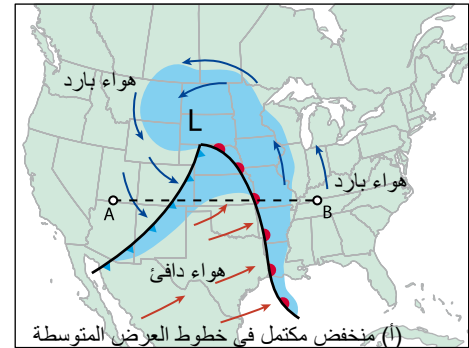 هواء بارد
L
هواء بارد
A
B
هواء دافئ
(أ) منخفض مكتمل في خطوط العرض المتوسطة